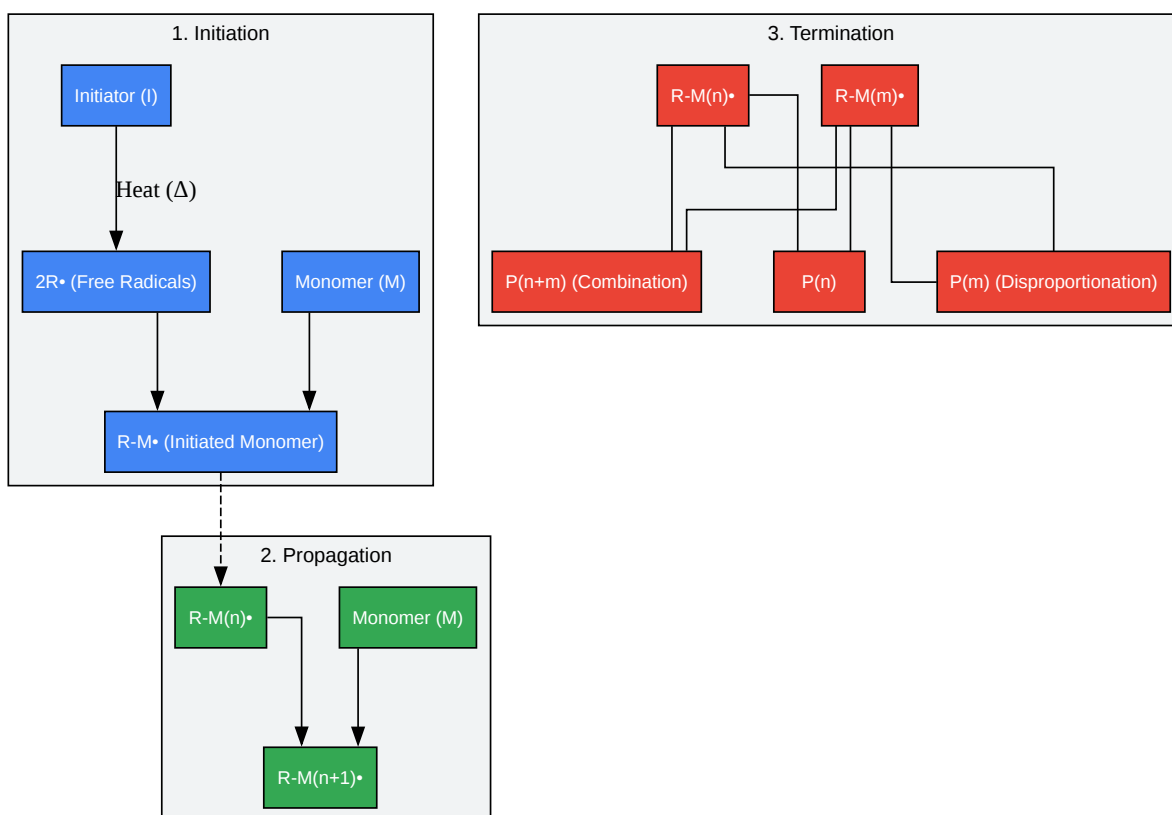 1. Initiation
Initiator (I)
Heat (Δ)
2R• (Free Radicals)
Monomer (M)
R-M• (Initiated Monomer)
2. Propagation
R-M(n)•
Monomer (M)
R-M(n+1)•
3. Termination
R-M(n)•
R-M(m)•
P(n+m) (Combination)
P(n)
P(m) (Disproportionation)